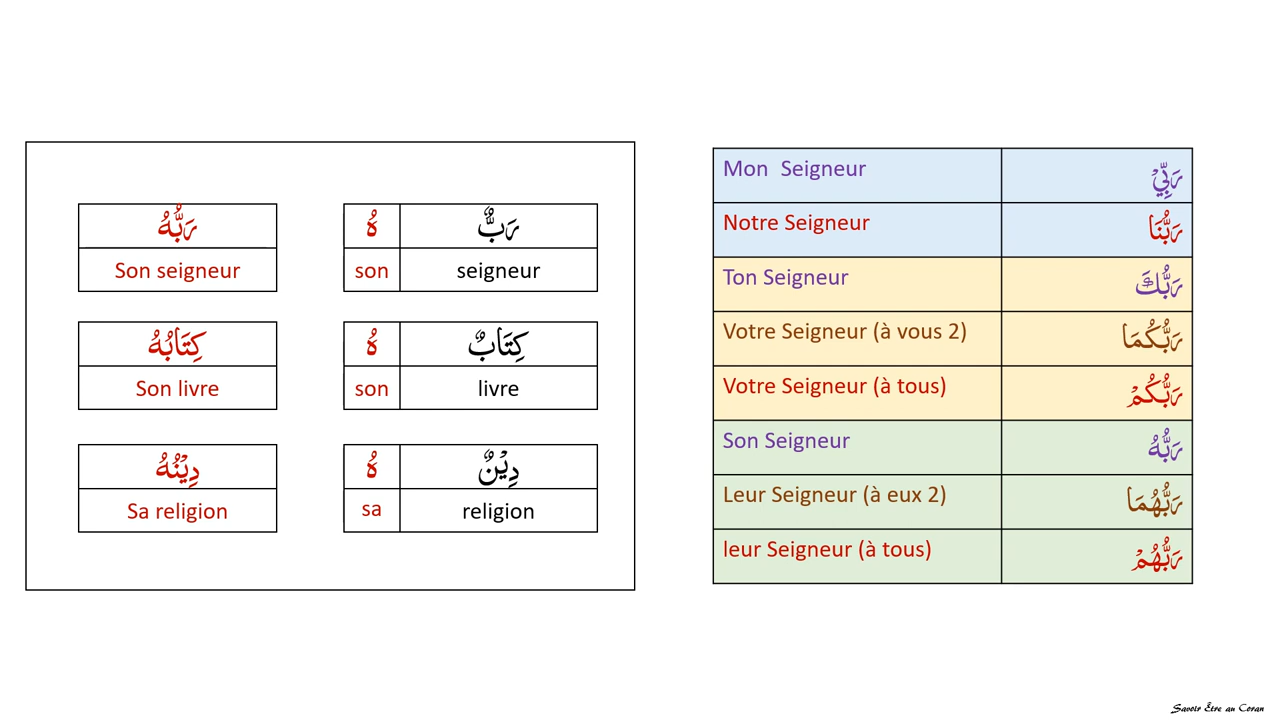 رَبُّهُ
Son seigneur
هُ رَبٌّ
son seigneur
كِتَابُهُ
Son livre
هُ كِتَابٌ
son livre
دِيْنُهُ
Sa religion
هُ دِيْنٌ
sa religion
Mon Seigneur رَبِّيْ
Notre Seigneur رَبُّنَا
Ton Seigneur رَبُّكَ
Votre Seigneur (à vous 2) رَبُّكُمَا
Votre Seigneur (à tous) رَبُّكُمْ
Son Seigneur رَبُّهُ
Leur Seigneur (à eux 2) رَبُّهُمَا
leur Seigneur (à tous) رَبُّهُمْ
Savoir Être au Coran